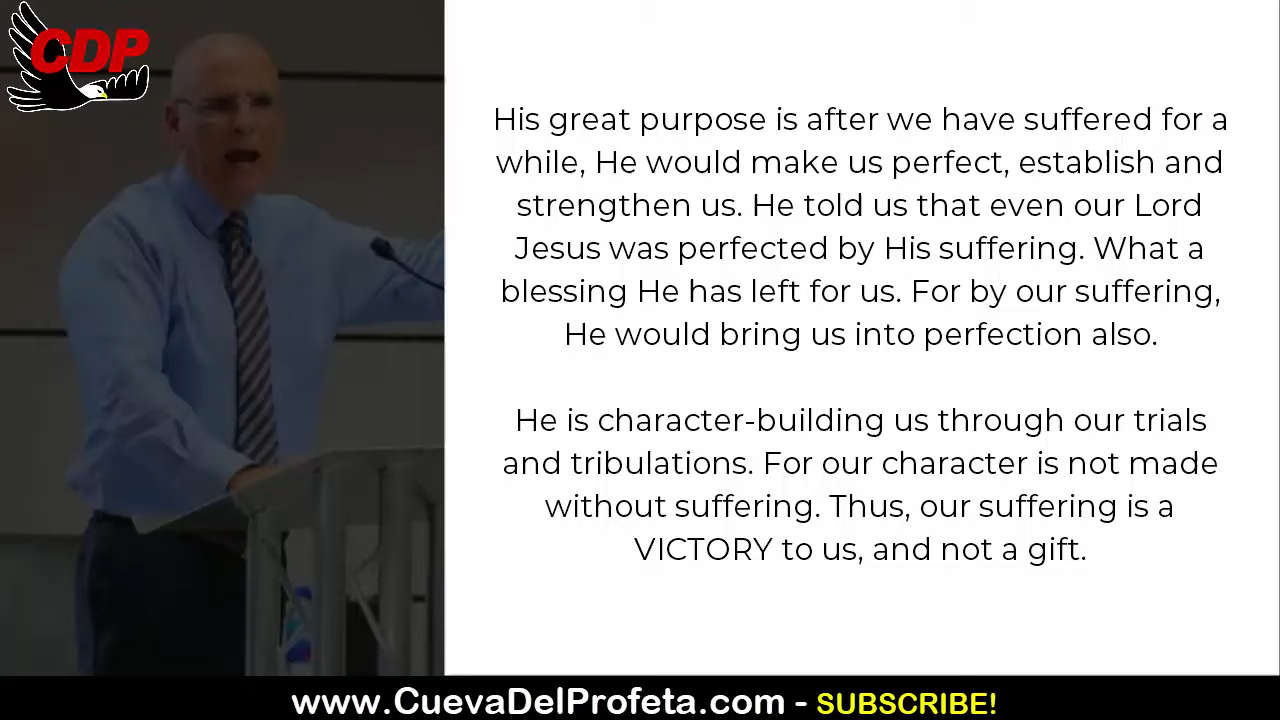 CDP
His great purpose is after we have suffered for a
while, He would make us perfect, establish and
strengthen us. He told us that even our Lord
Jesus was perfected by His suffering. What a
blessing He has left for us. For by our suffering,
He would bring us into perfection also.
He is character-building us through our trials
and tribulations. For our character is not made
without suffering. Thus, our suffering is a
VICTORY to us, and not a gift.
www.CuevaDelProfeta.com - SUBSCRIBE!